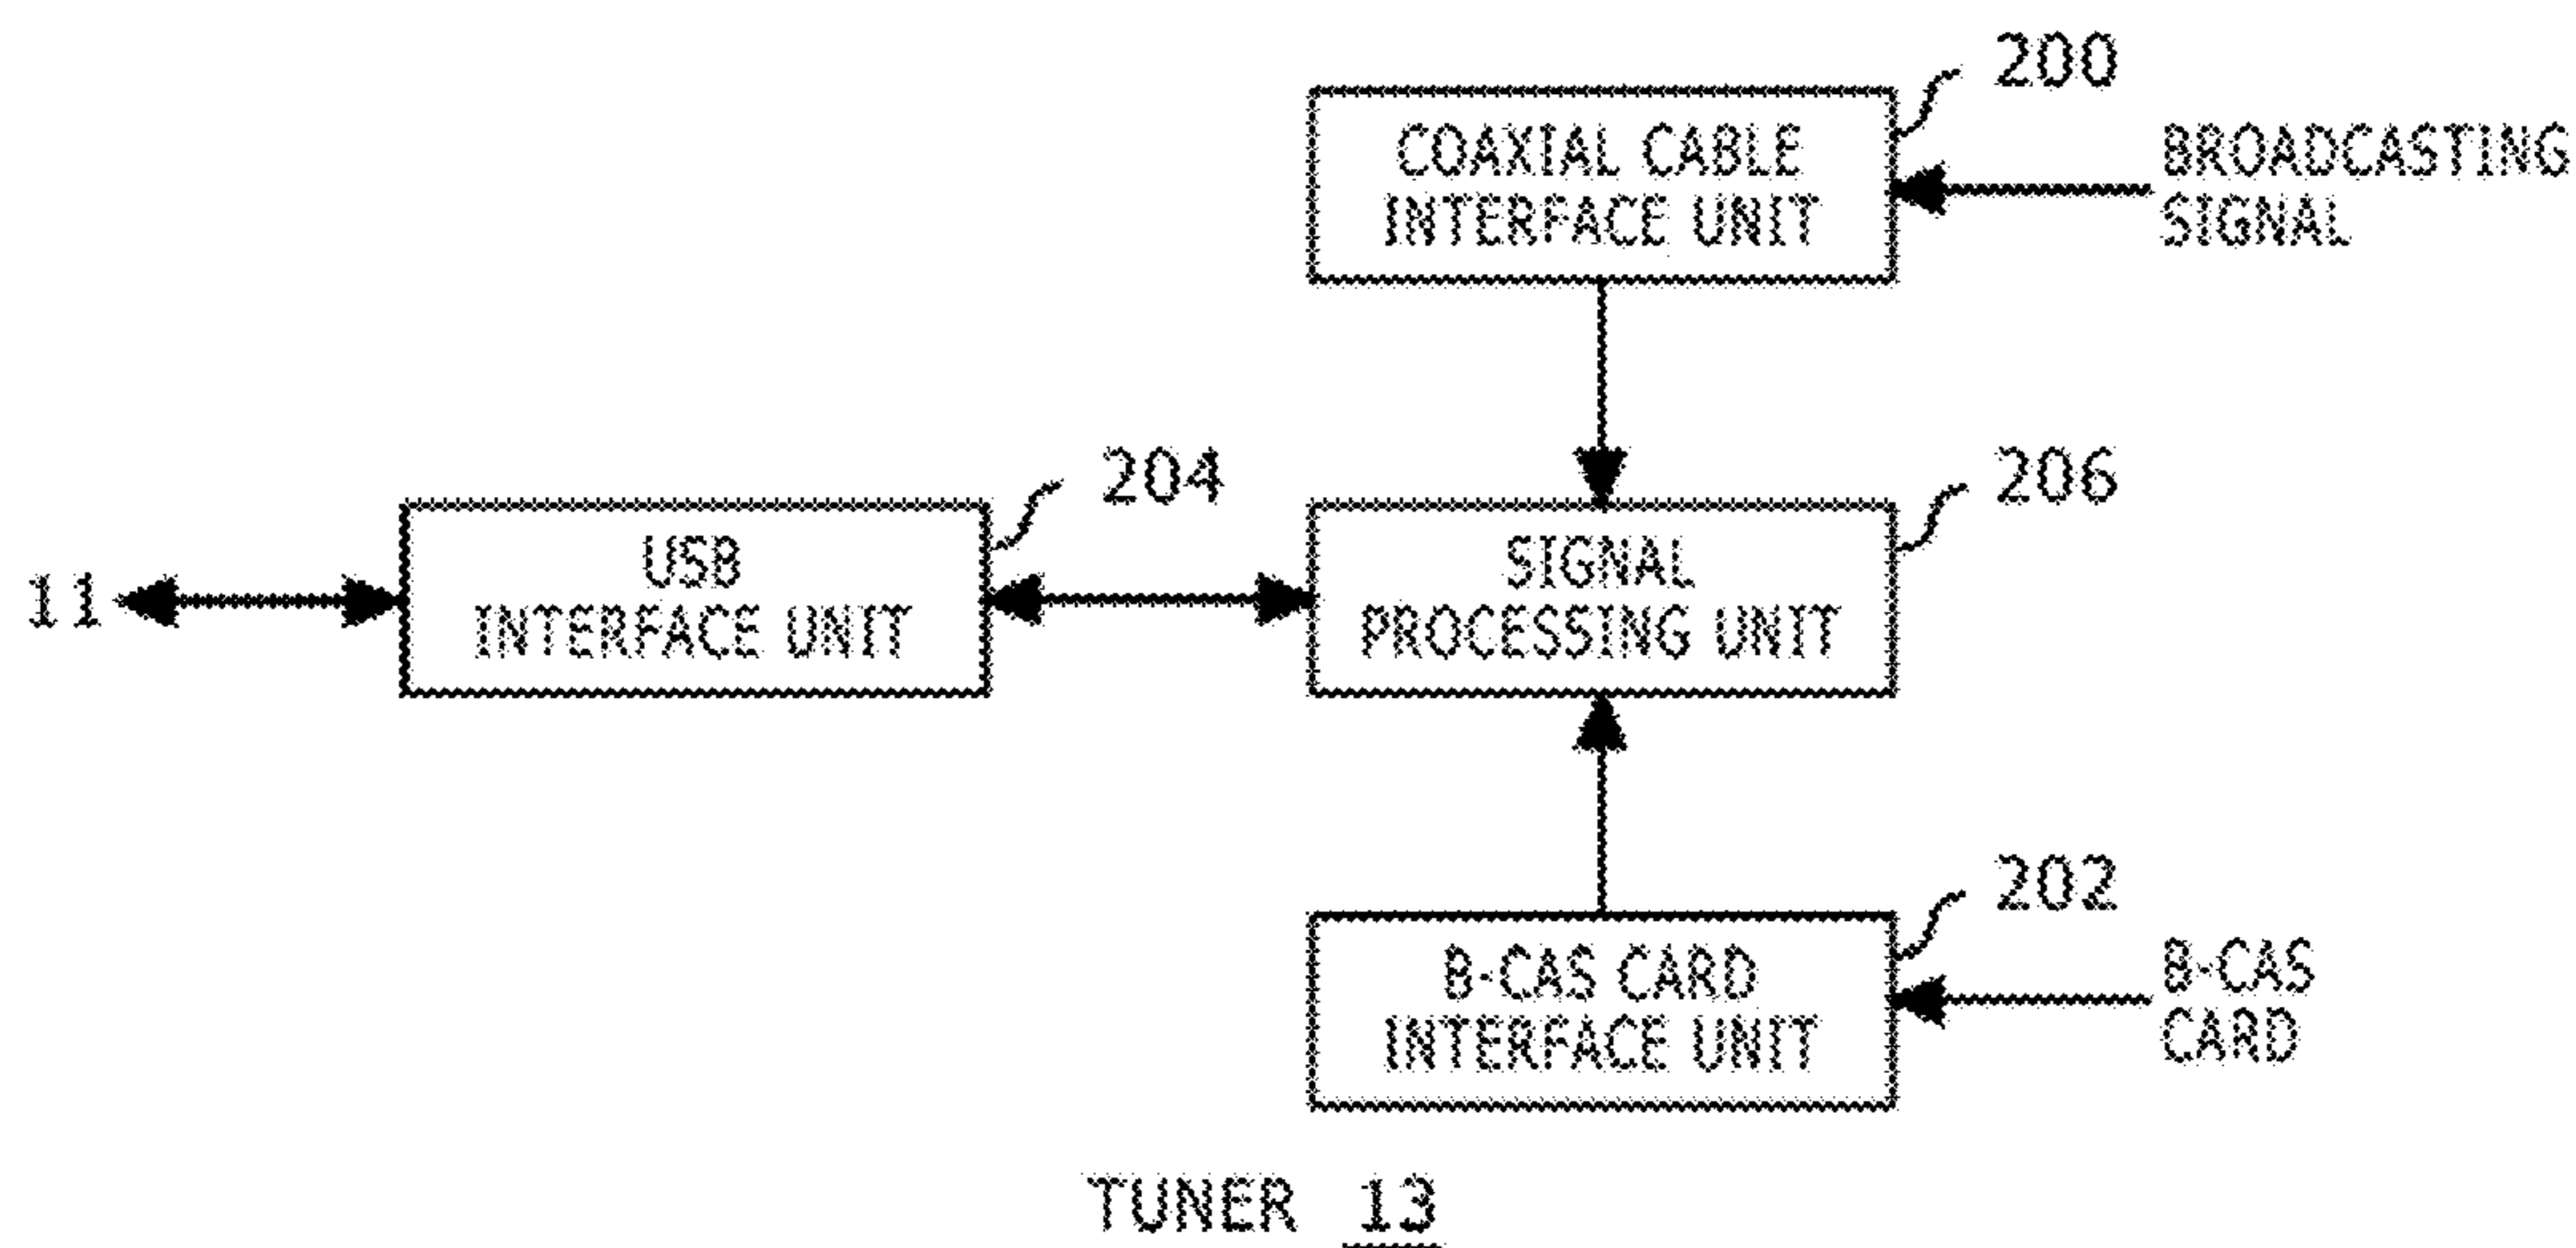 200
COAXIAL CABLE
INTERFACE UNIT
BROADCASTING
SIGNAL
204
206
11
USB
INTERFACE UNIT
SIGNAL
PROCESSING UNIT
202
B-CAS CARD
INTERFACE UNIT
B-CAS
CARD
TUNER 13